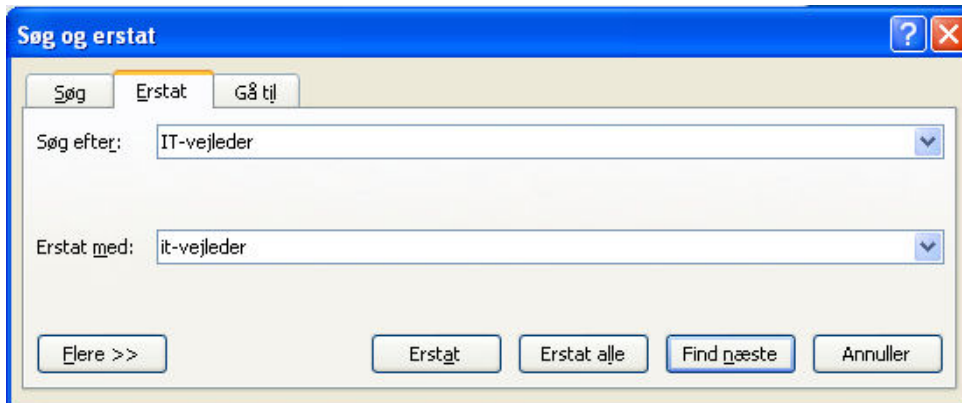 Søg og erstat
Søg Erstat Gå til
Søg efter: IT-vejleder
Erstat med: it-vejleder
Flere >> Erstat Erstat alle Find næste Annuller